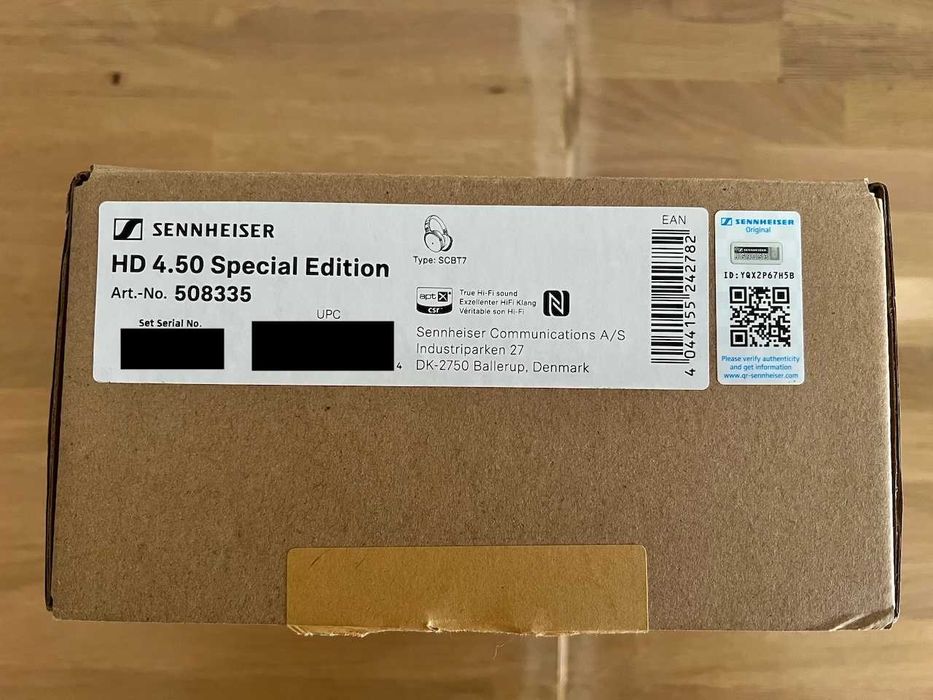 SENNHEISER
HD 4.50 Special Edition
Art.-No. 508335
Set Serial No.
UPC
4
Type: SCBT7
aptX
CSR
True Hi-Fi sound
Exzellenter HiFi Klang
Véritable son Hi-Fi
Sennheiser Communications A/S
Industriparken 27
DK-2750 Ballerup, Denmark
EAN
4 044155 242782
SENNHEISER
Original
SENNHEISER
ID:YQX2P67H5B
Please verify authenticity
and get information
www.qr-sennheiser.com